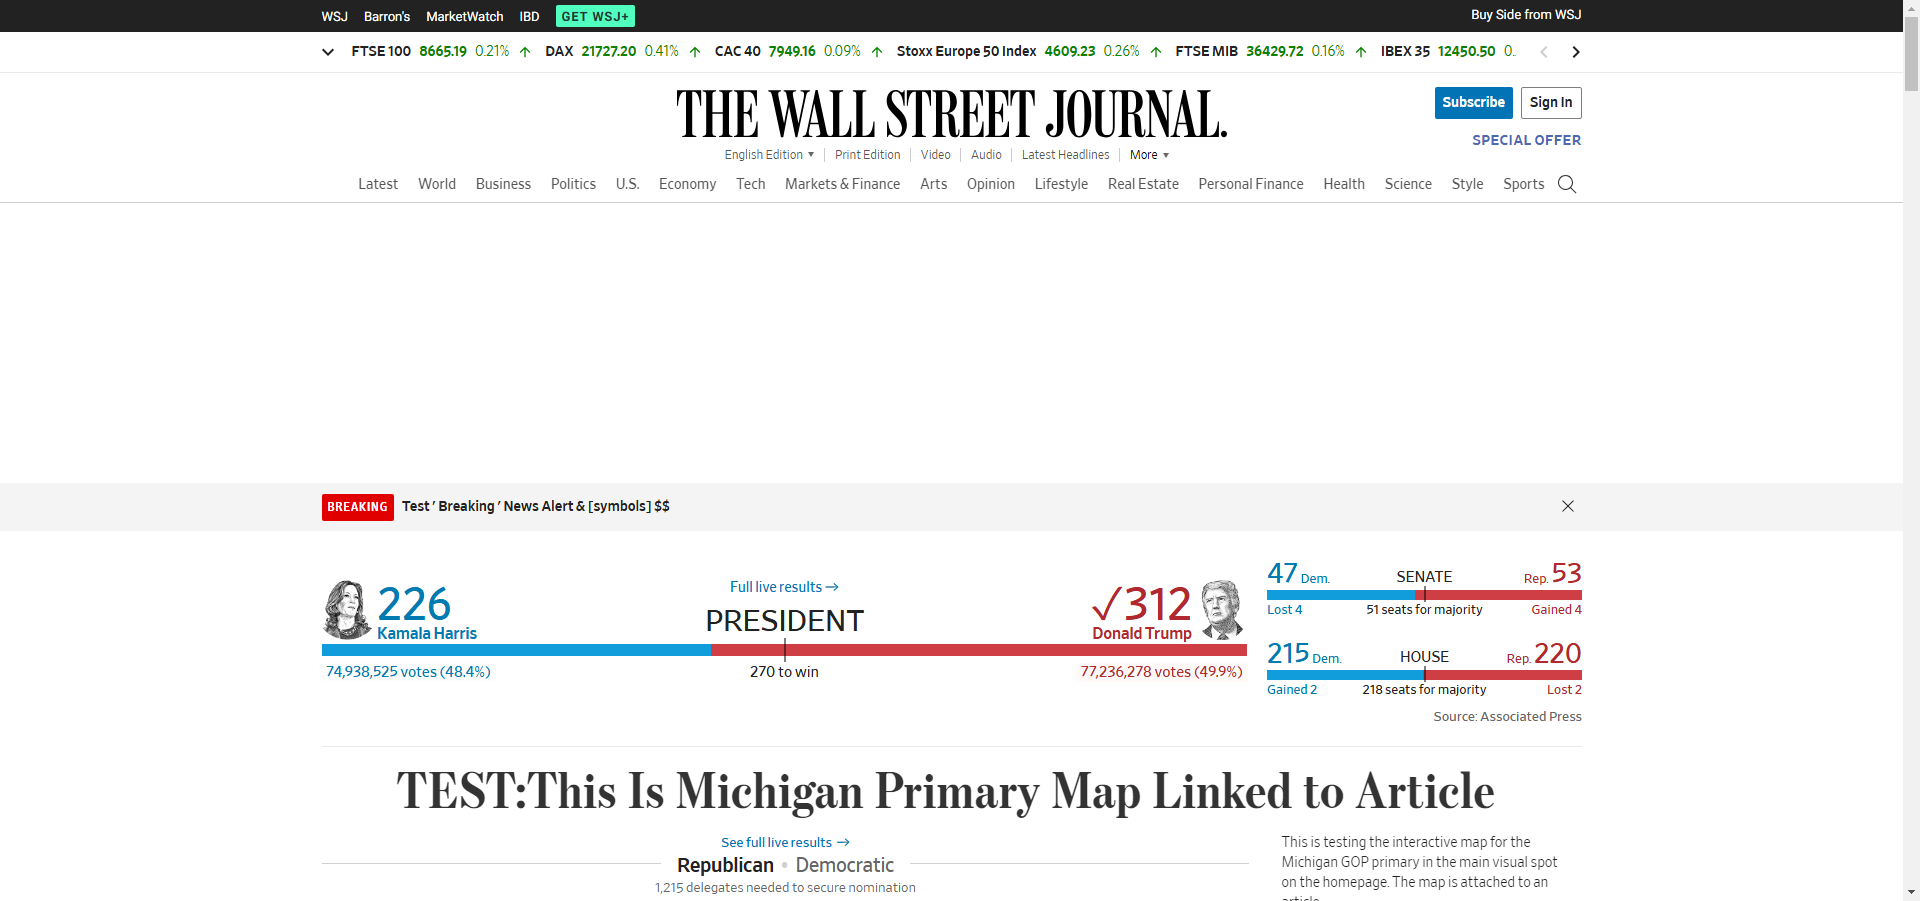 WSJ Barron's MarketWatch IBD GET WSJ+ Buy Side from WSJ
FTSE 100 8665.19 0.21% DAX 21727.20 0.41% CAC 40 7949.16 0.09% Stoxx Europe 50 Index 4609.23 0.26% FTSE MIB 36429.72 0.16% IBEX 35 12450.50 0..
THE WALL STREET JOURNAL.
Subscribe Sign In
SPECIAL OFFER
English Edition Print Edition Video Audio Latest Headlines More
Latest World Business Politics U.S. Economy Tech Markets & Finance Arts Opinion Lifestyle Real Estate Personal Finance Health Science Style Sports
BREAKING Test ' Breaking ' News Alert & [symbols] $$
226
Kamala Harris
Full live results →
PRESIDENT
✓312
Donald Trump
74,938,525 votes (48.4%) 270 to win 77,236,278 votes (49.9%)
47 Dem. SENATE Rep. 53
Lost 4 51 seats for majority Gained 4
215 Dem. HOUSE Rep. 220
Gained 2 218 seats for majority Lost 2
Source: Associated Press
TEST:This Is Michigan Primary Map Linked to Article
See full live results →
Republican • Democratic
1,215 delegates needed to secure nomination
This is testing the interactive map for the
Michigan GOP primary in the main visual spot
on the homepage. The map is attached to an